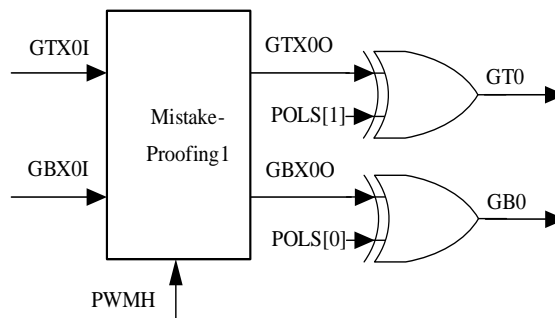 GTX0I
GTX0O
GT0
POLS[1]
Mistake-
Proofing1
GBX0I
GBX0O
GB0
POLS[0]
PWMH